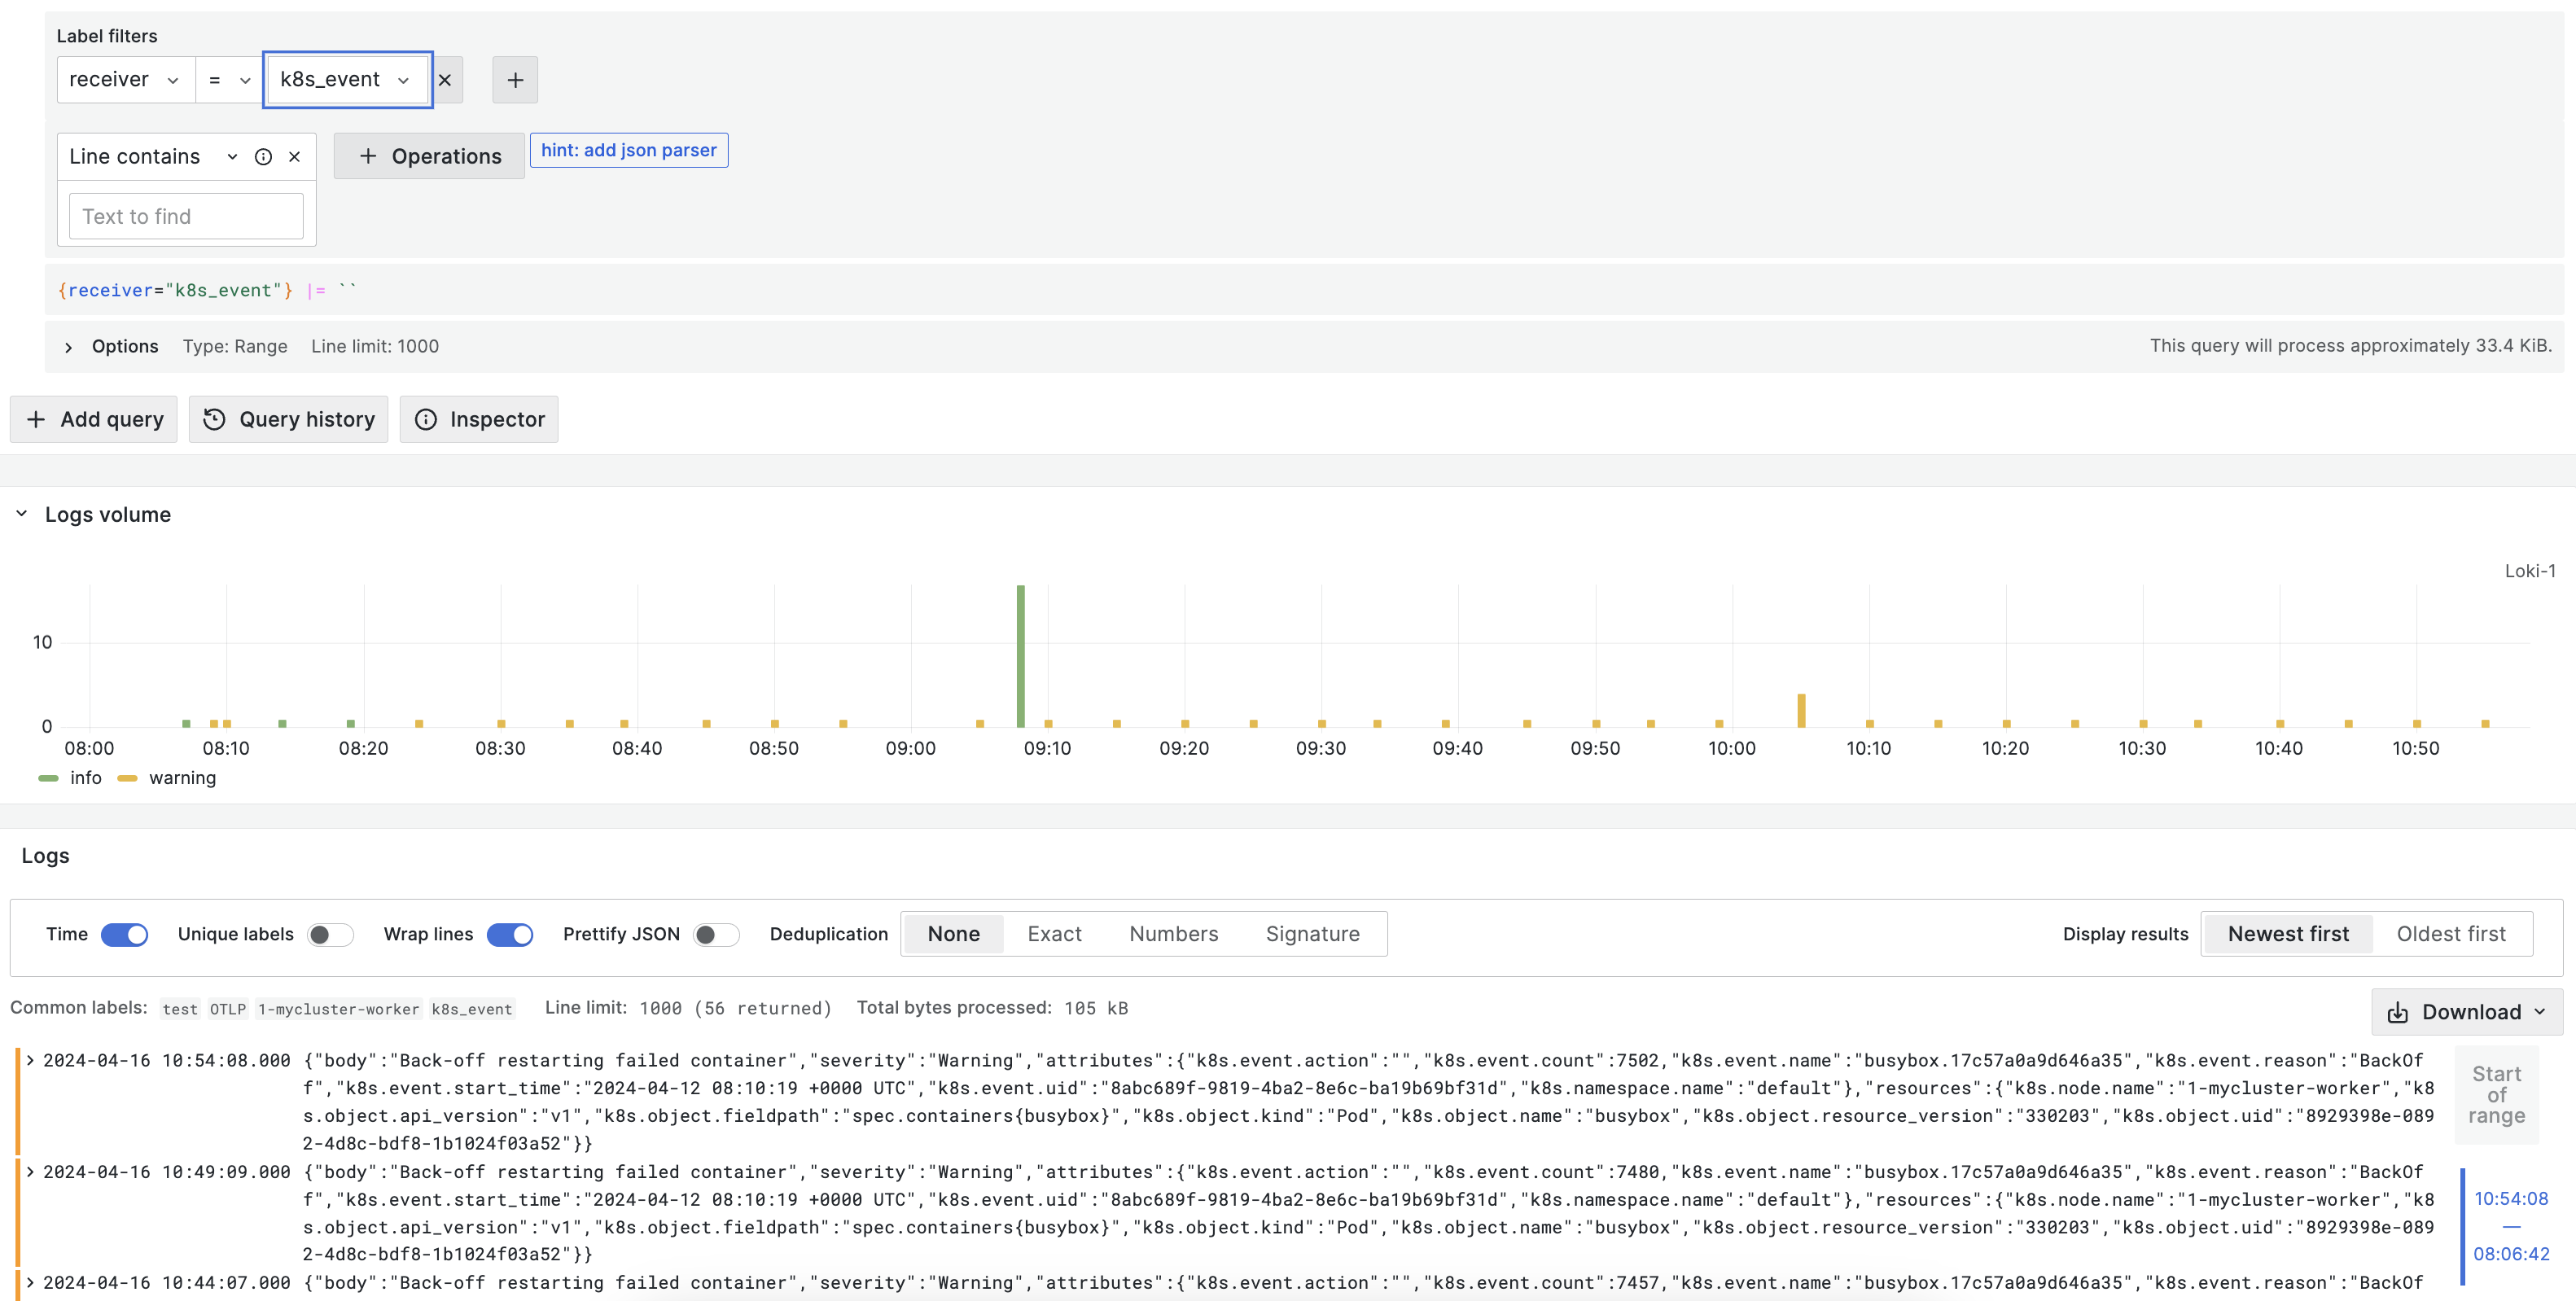 Label filters
receiver = k8s_event
Line contains
Operations
hint: add json parser
Text to find
{receiver="k8s_event"} |= ``
Options Type: Range Line limit: 1000
This query will process approximately 33.4 KiB.
Add query Query history Inspector
Logs volume
Loki-1
10
0
08:00 08:10 08:20 08:30 08:40 08:50 09:00 09:10 09:20 09:30 09:40 09:50 10:00 10:10 10:20 10:30 10:40 10:50
info warning
Logs
Time Unique labels Wrap lines Prettify JSON Deduplication None Exact Numbers Signature Display results Newest first Oldest first
Common labels: test OTLP 1-mycluster-worker k8s_event Line limit: 1000 (56 returned) Total bytes processed: 105 kB
Download
2024-04-16 10:54:08.000 {"body":"Back-off restarting failed container","severity":"Warning","attributes":{"k8s.event.action":"","k8s.event.count":7502,"k8s.event.name":"busybox.17c57a0a9d646a35","k8s.event.reason":"BackOf
f","k8s.event.start_time":"2024-04-12 08:10:19 +0000 UTC","k8s.event.uid":"8abc689f-9819-4ba2-8e6c-ba19b69bf31d","k8s.namespace.name":"default"},"resources":{"k8s.node.name":"1-mycluster-worker","k8
s.object.api_version":"v1","k8s.object.fieldpath":"spec.containers{busybox}","k8s.object.kind":"Pod","k8s.object.name":"busybox","k8s.object.resource_version":"330203","k8s.object.uid":"8929398e-089
2-4d8c-bdf8-1b1024f03a52"}}
Start
of
range
2024-04-16 10:49:09.000 {"body":"Back-off restarting failed container","severity":"Warning","attributes":{"k8s.event.action":"","k8s.event.count":7480,"k8s.event.name":"busybox.17c57a0a9d646a35","k8s.event.reason":"BackOf
f","k8s.event.start_time":"2024-04-12 08:10:19 +0000 UTC","k8s.event.uid":"8abc689f-9819-4ba2-8e6c-ba19b69bf31d","k8s.namespace.name":"default"},"resources":{"k8s.node.name":"1-mycluster-worker","k8
s.object.api_version":"v1","k8s.object.fieldpath":"spec.containers{busybox}","k8s.object.kind":"Pod","k8s.object.name":"busybox","k8s.object.resource_version":"330203","k8s.object.uid":"8929398e-089
2-4d8c-bdf8-1b1024f03a52"}}
10:54:08
—
08:06:42
2024-04-16 10:44:07.000 {"body":"Back-off restarting failed container","severity":"Warning","attributes":{"k8s.event.action":"","k8s.event.count":7457,"k8s.event.name":"busybox.17c57a0a9d646a35","k8s.event.reason":"BackOf